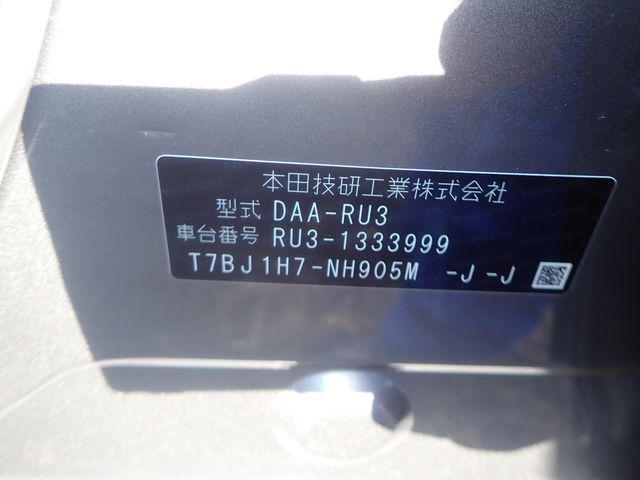 本田技研工業株式会社
型式 DAA-RU3
車台番号 RU3-1333999
T7BJ1H7-NH905M -J-J